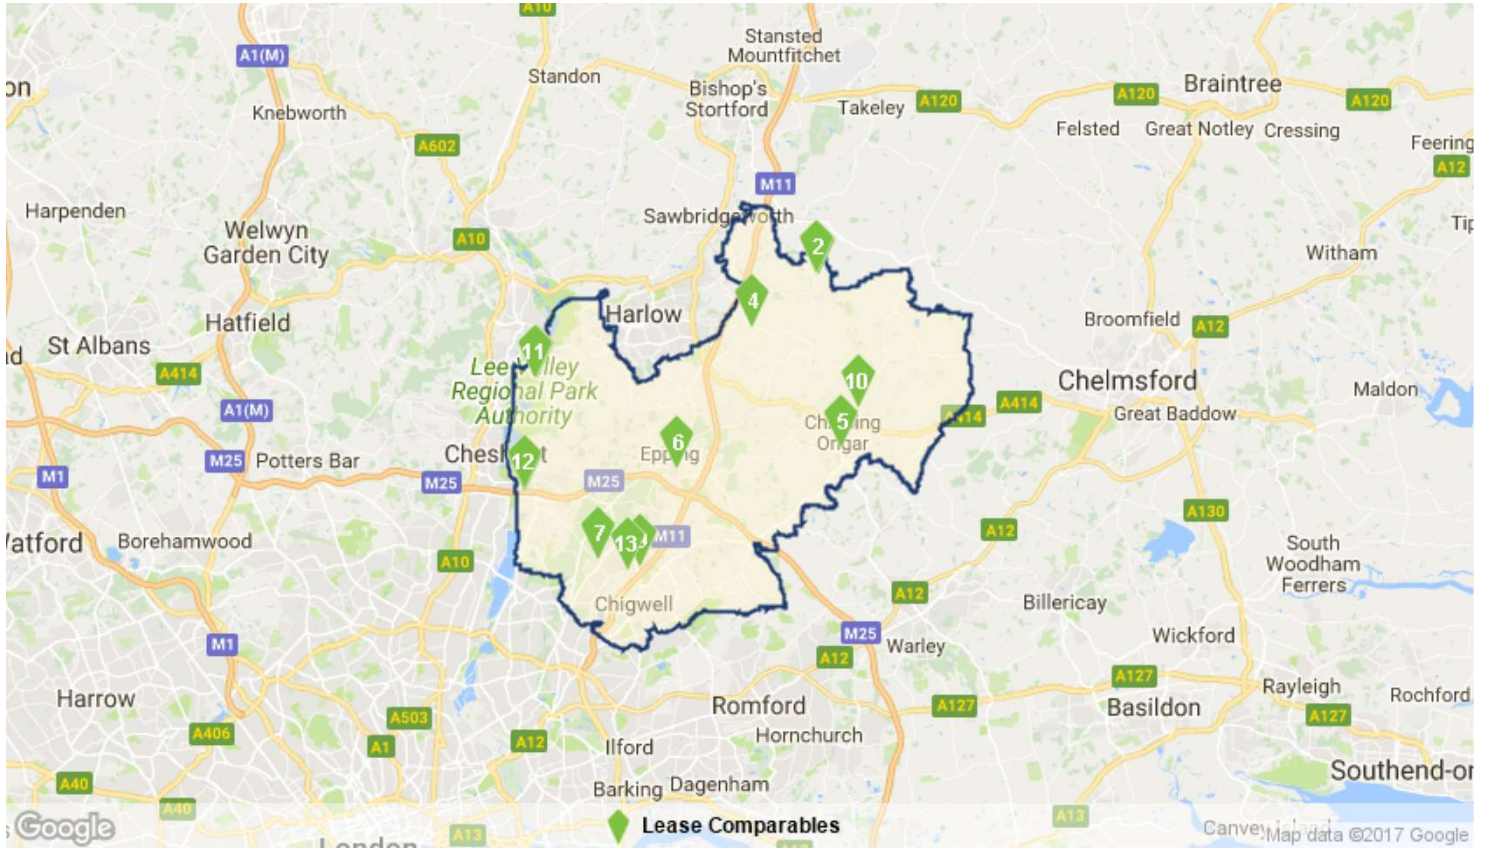 A10
Stansted
Mountfitchet
A1(M)
Standon
Bishop's
Stortford
Braintree
on
Knebworth
Takeley
A120
A120
A120
A602
Felsted
Great Notley
Cressing
Feering
A12
M11
Harpenden
Sawbridgeworth
Welwyn
Garden City
A10
2
Witham
Tip
4
Harlow
Hatfield
Broomfield
A12
St Albans
11
Lee Valley
Regional Park
Authority
A414
10
Chelmsford
Maldon
A1(M)
A414
A414
Great Baddow
5
Ongar
6
Epping
12
M25
Potters Bar
M25
M25
M1
A130
7
13
M11
A12
Borehamwood
A10
South
Woodham
Ferrers
A12
Chigwell
Billericay
M1
M25
Warley
Wickford
A12
A127
Rayleigh
Harrow
Romford
A127
Basildon
Rochford
A127
A503
A406
A1
A12
Ilford
Hornchurch
A40
Barking
Dagenham
Southend-on
A40
Google
A13
Lease Comparables
A13
Map data ©2017 Google